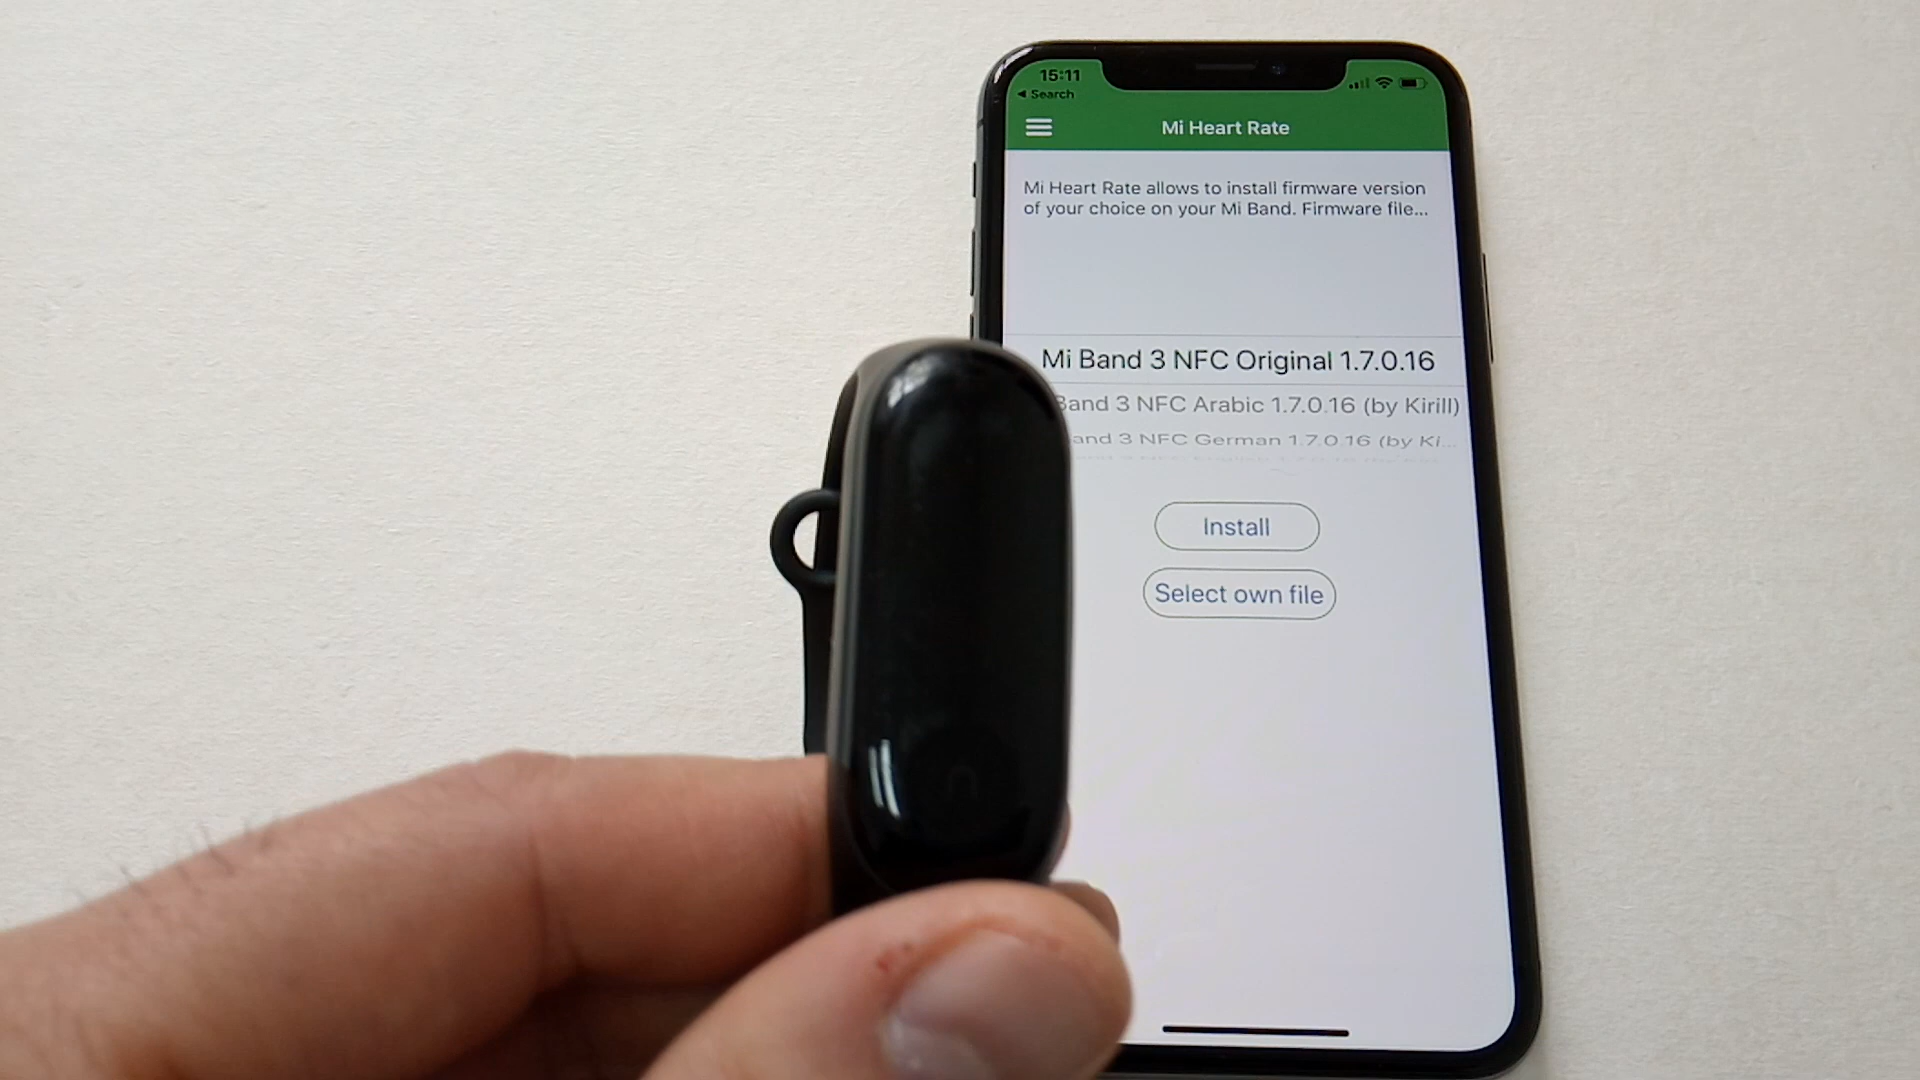 15:11
◀ Search
Mi Heart Rate
Mi Heart Rate allows to install firmware version
of your choice on your Mi Band. Firmware file...
Mi Band 3 NFC Original 1.7.0.16
Band 3 NFC Arabic 1.7.0.16 (by Kirill)
and 3 NFC German 1.7.0.16 (by Ki...
Install
Select own file